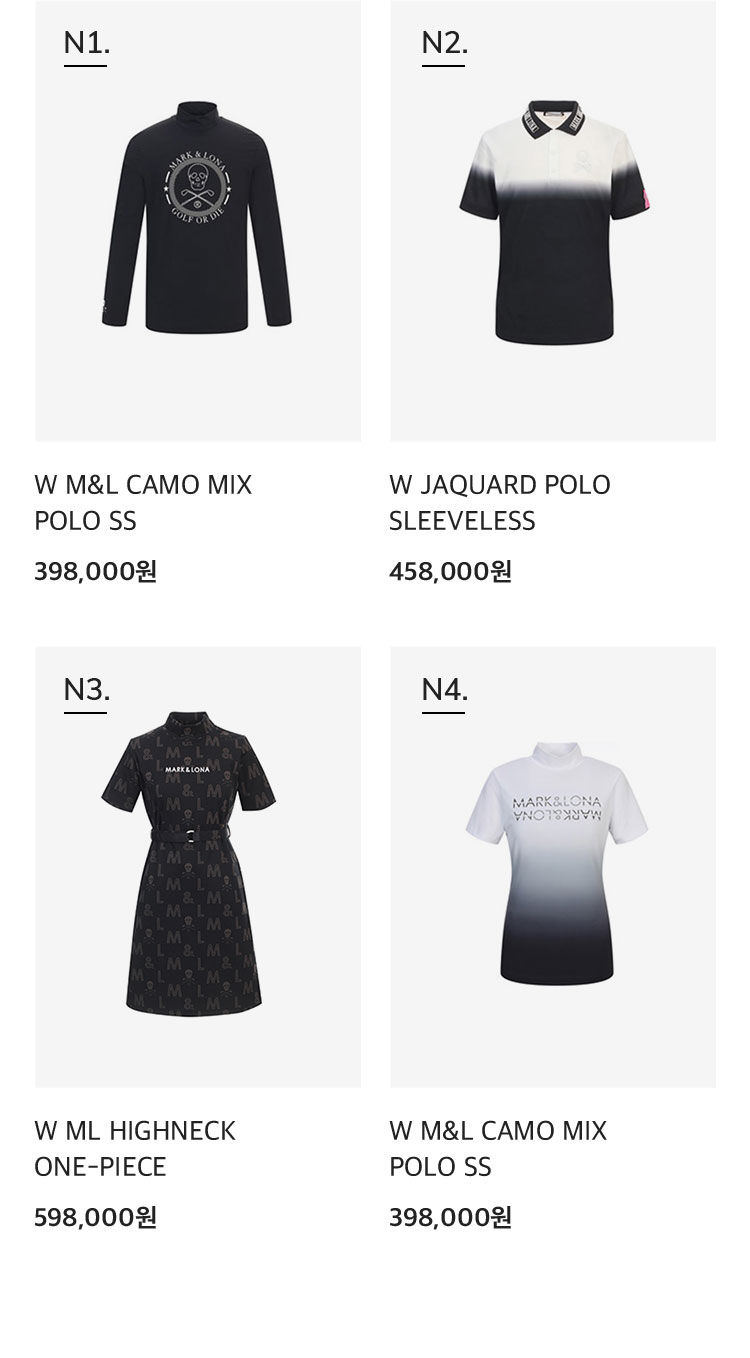 N1.
MARK & LONA
GOLF OR DIE
N2.
W M&L CAMO MIX
POLO SS
398,000원
W JAQUARD POLO
SLEEVELESS
458,000원
N3.
MARK & LONA
N4.
MARK&LONA
MARK&LONA
W ML HIGHNECK
ONE-PIECE
598,000원
W M&L CAMO MIX
POLO SS
398,000원